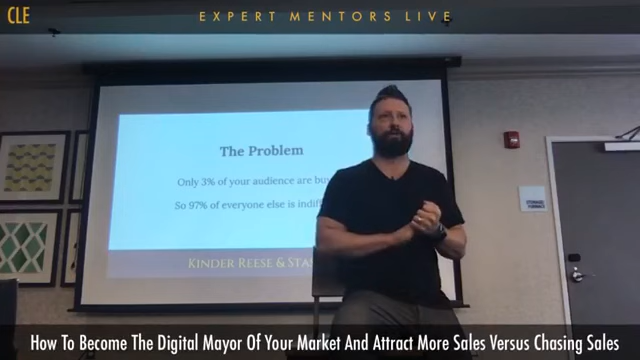 CLE
EXPERT MENTORS LIVE
The Problem
Only 3% of your audience are
So 97% of everyone else is
KINDER REESE &
How To Become The Digital Mayor Of Your Market And Attract More Sales Versus Chasing Sales